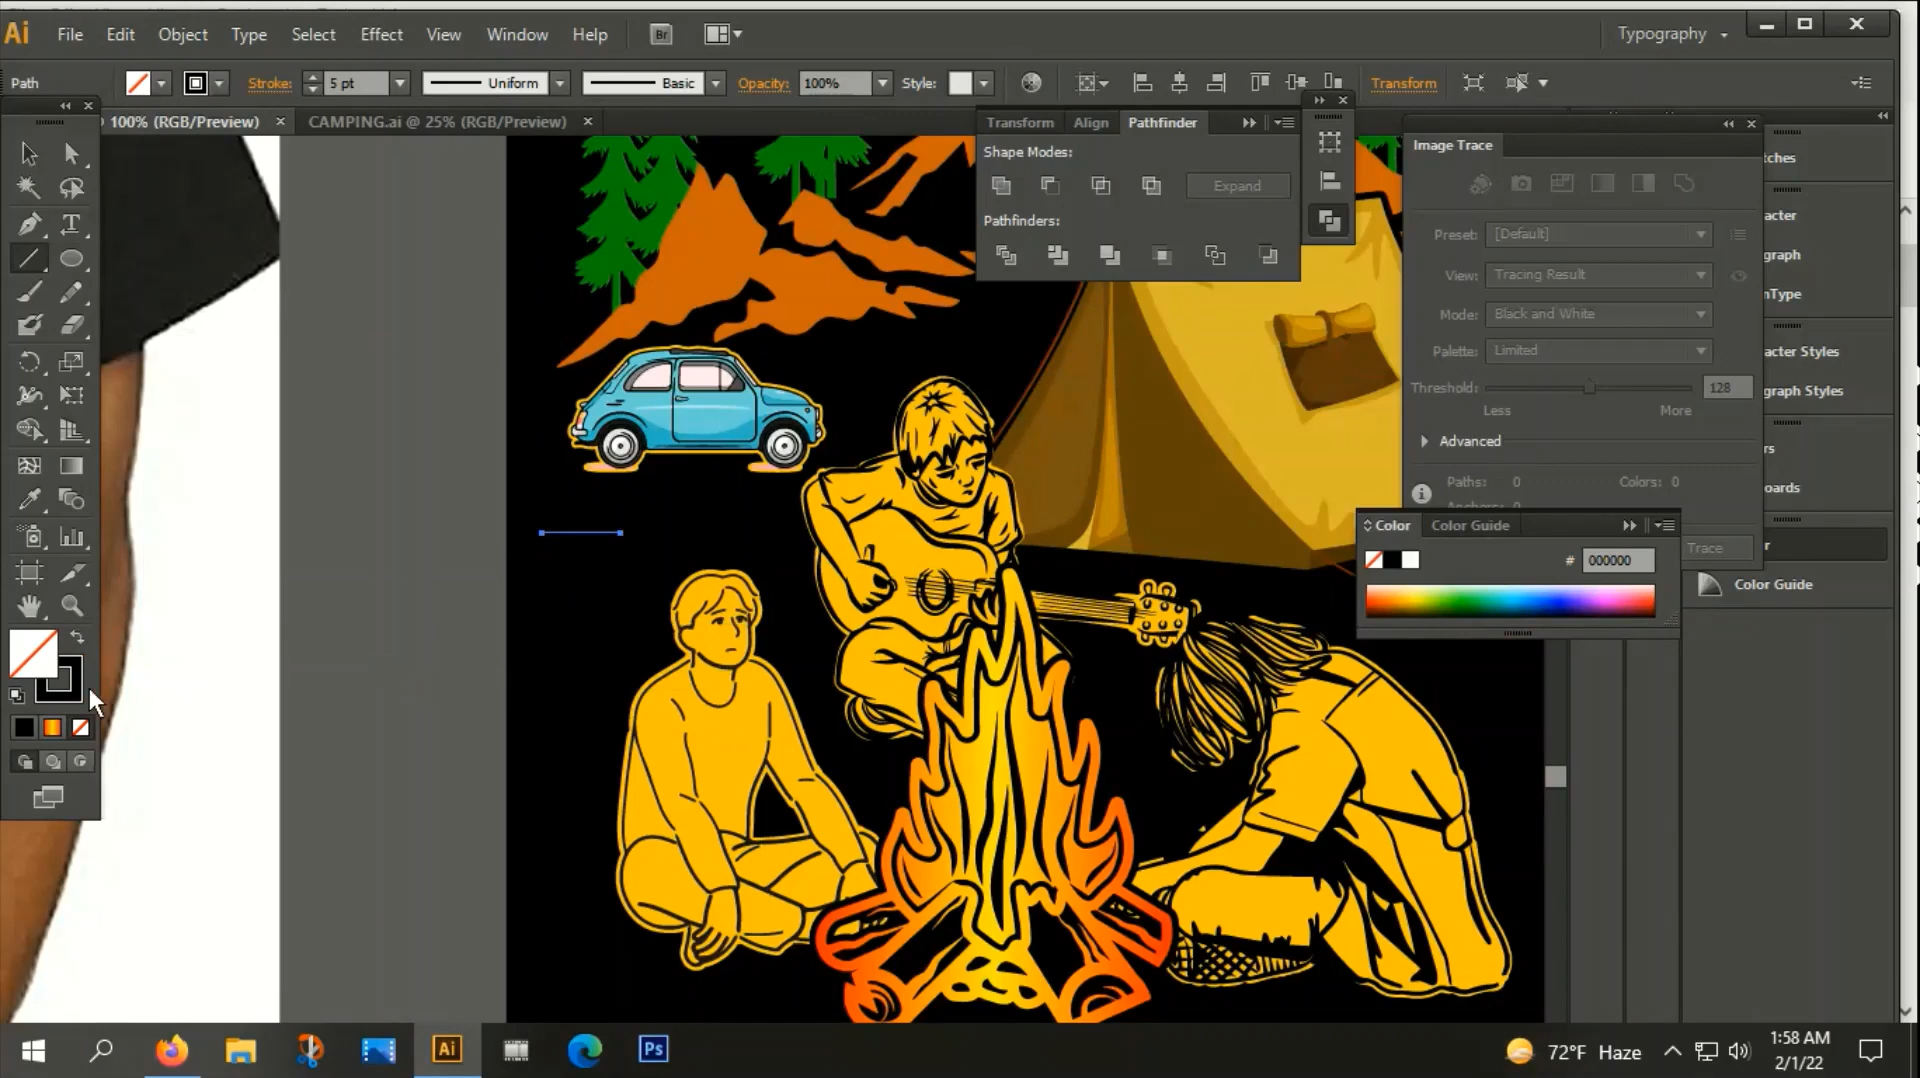 Ai File Edit Object Type Select Effect View Window Help Br Typography
Path Stroke: 5 pt Uniform Basic Opacity: 100% Style: Transform
100% (RGB/Preview) × CAMPING.ai @ 25% (RGB/Preview) ×
Transform Align Pathfinder
Shape Modes:
Expand
Pathfinders:
Image Trace
Preset: [Default]
View: Tracing Result
Mode: Black and White
Palette: Limited
Threshold: 128
Less More
Advanced
Paths: 0 Colors: 0
Trace
tches
acter
graph
nType
acter Styles
graph Styles
rs
oards
r
Color Guide
Color Color Guide
# 000000
Ai Ps 72°F Haze
1:58 AM
2/1/22